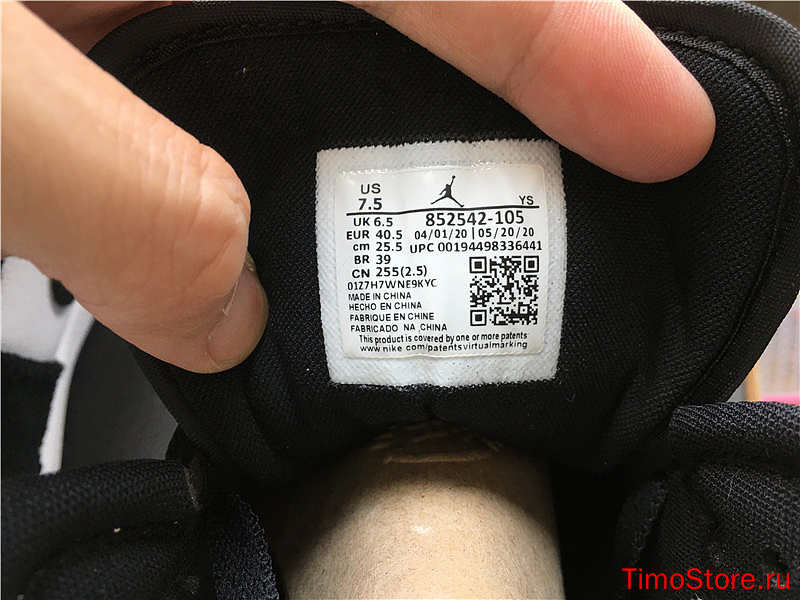 US
7.5 YS
UK 6.5 852542-105
EUR 40.5 04/01/20 | 05/20/20
cm 25.5 UPC 00194498336441
BR 39
CN 255(2.5)
01Z7H7WNE9KYC
MADE IN CHINA
HECHO EN CHINA
FABRIQUE EN CHINE
FABRICADO NA CHINA
This product is covered by one or more patents
www.nike.com/patentsvirtualmarking
TimoStore.ru